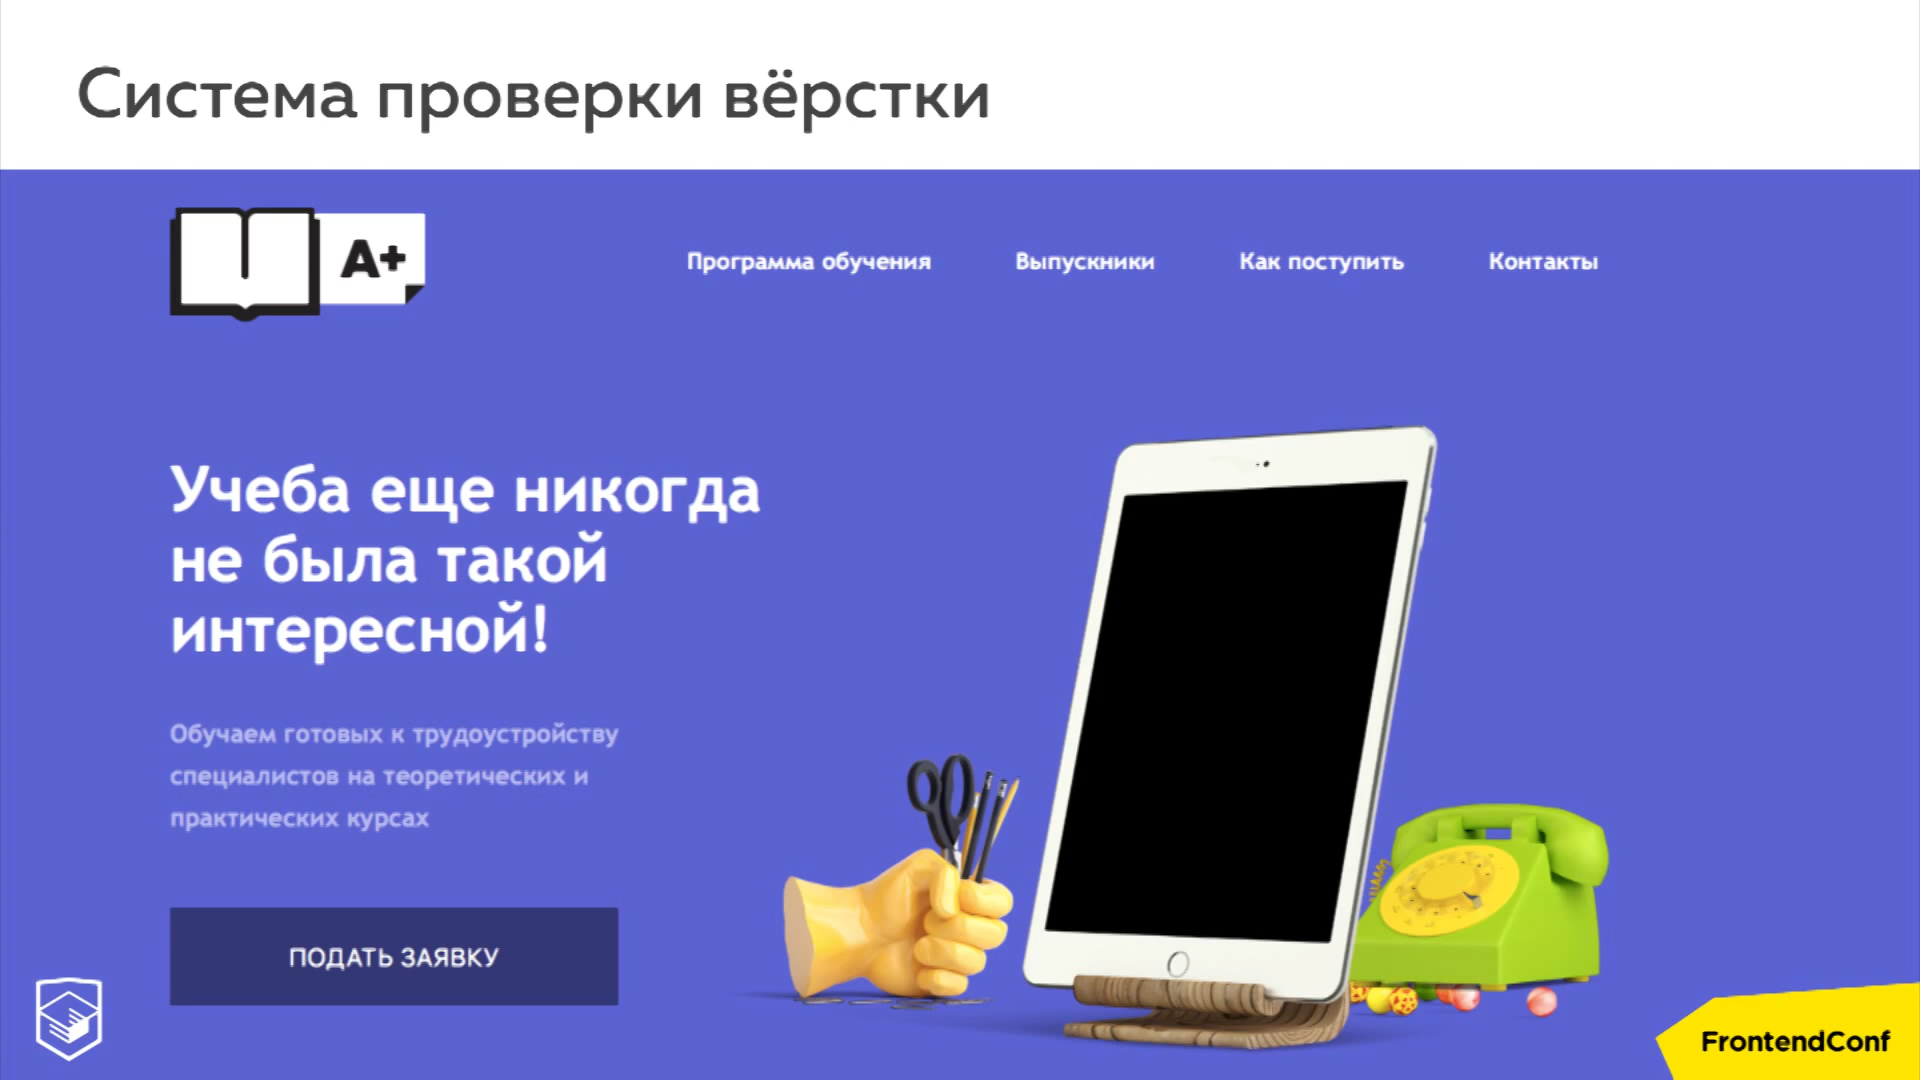 Система проверки вёрстки
A+
Программа обучения
Выпускники
Как поступить
Контакты
Учеба еще никогда
не была такой
интересной!
Обучаем готовых к трудоустройству
специалистов на теоретических и
практических курсах
ПОДАТЬ ЗАЯВКУ
FrontendConf